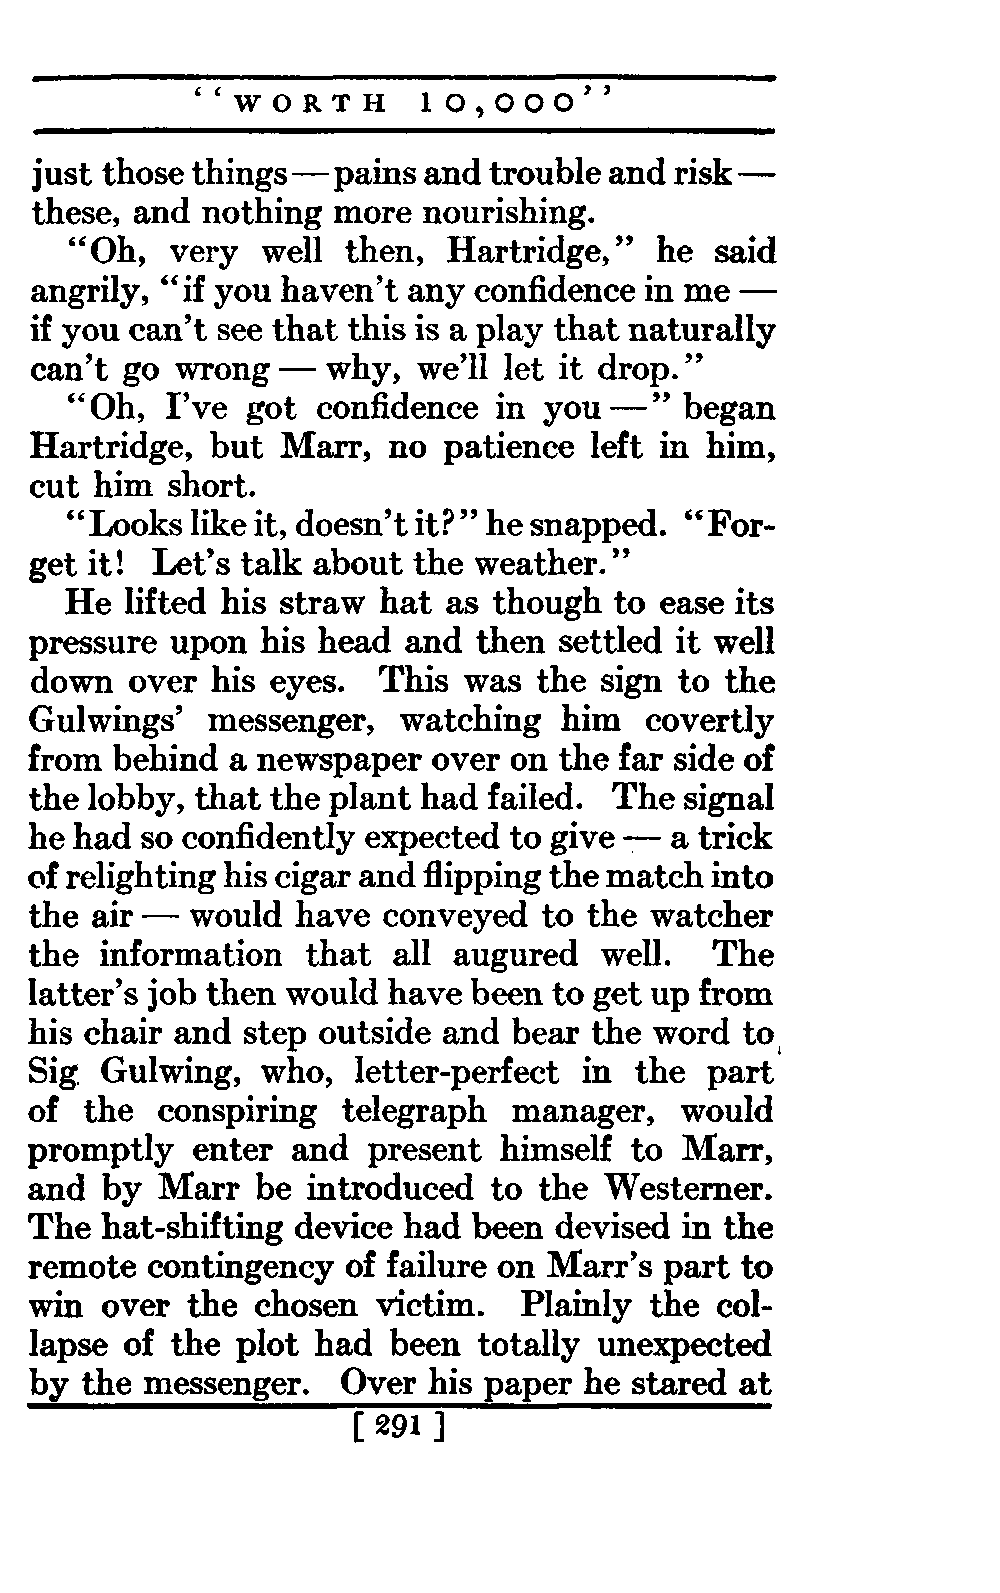 “WORTH 10,000”
just those things—pains and trouble and risk—
these, and nothing more nourishing.
“Oh, very well then, Hartridge,” he said
angrily, “if you haven’t any confidence in me —
if you can’t see that this is a play that naturally
can’t go wrong — why, we’ll let it drop.”
“Oh, I’ve got confidence in you —” began
Hartridge, but Marr, no patience left in him,
cut him short.
“Looks like it, doesn’t it?” he snapped. “For-
get it! Let’s talk about the weather.”
He lifted his straw hat as though to ease its
pressure upon his head and then settled it well
down over his eyes. This was the sign to the
Gulwings’ messenger, watching him covertly
from behind a newspaper over on the far side of
the lobby, that the plant had failed. The signal
he had so confidently expected to give — a trick
of relighting his cigar and flipping the match into
the air — would have conveyed to the watcher
the information that all augured well. The
latter’s job then would have been to get up from
his chair and step outside and bear the word to
Sig Gulwing, who, letter-perfect in the part
of the conspiring telegraph manager, would
promptly enter and present himself to Marr,
and by Marr be introduced to the Westerner.
The hat-shifting device had been devised in the
remote contingency of failure on Marr’s part to
win over the chosen victim. Plainly the col-
lapse of the plot had been totally unexpected
by the messenger. Over his paper he stared at
[ 291 ]